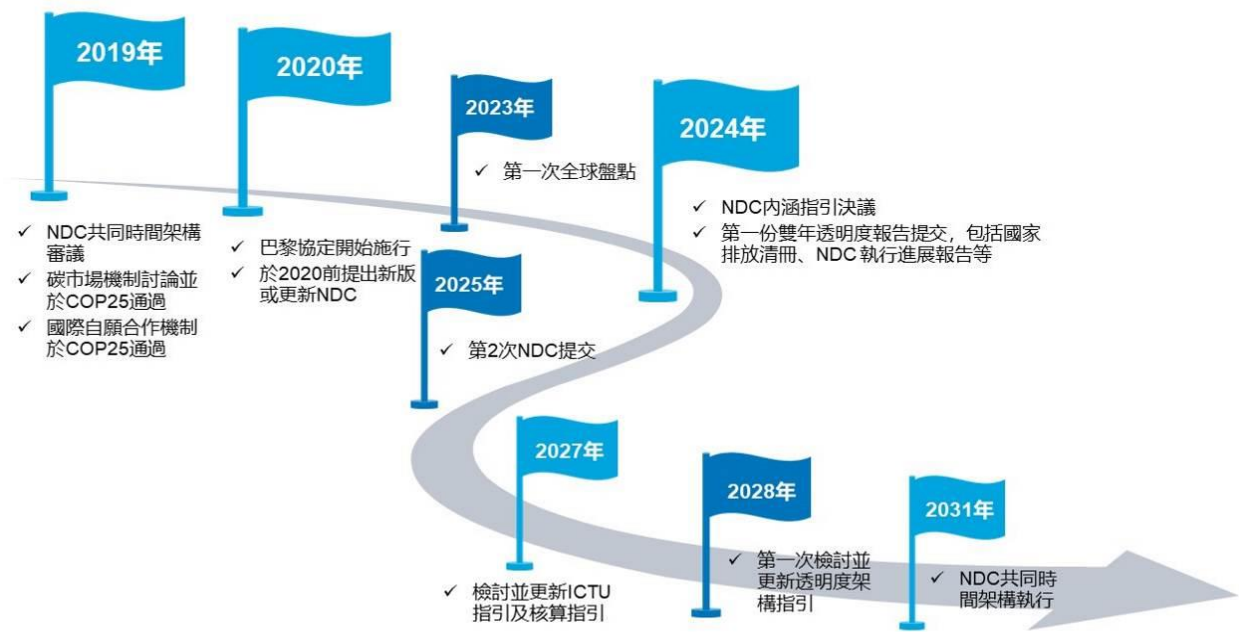 2019年
✓ NDC共同時間架構
審議
✓ 碳市場機制討論並
於COP25通過
✓ 國際自願合作機制
於COP25通過
2020年
✓ 巴黎協定開始施行
✓ 於2020前提出新版
或更新NDC
2023年
✓ 第一次全球盤點
2024年
✓ NDC內涵指引決議
✓ 第一份雙年透明度報告提交，包括國家
排放清冊、NDC 執行進展報告等
2025年
✓ 第2次NDC提交
2027年
✓ 檢討並更新ICTU
指引及核算指引
2028年
✓ 第一次檢討並
更新透明度架
構指引
2031年
✓ NDC共同時
間架構執行